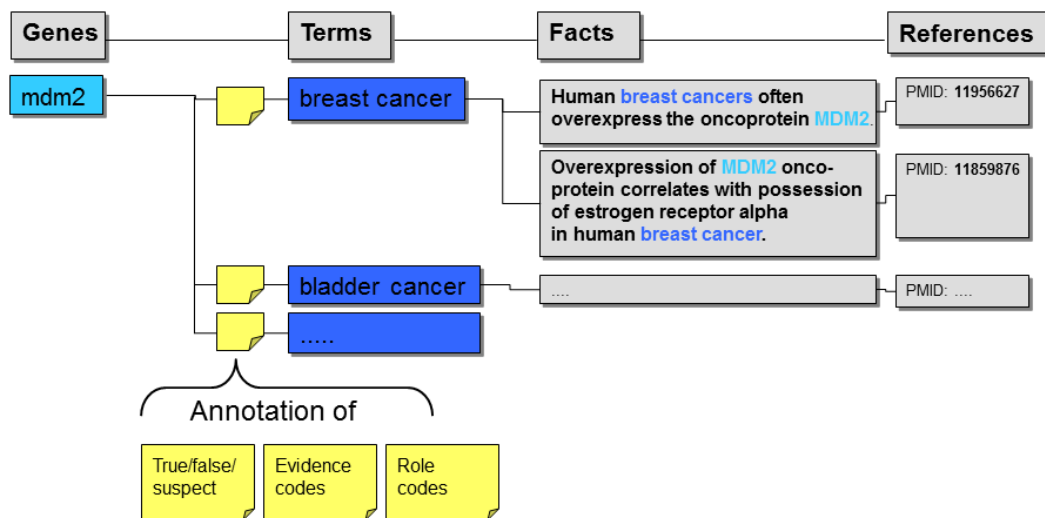 Genes
Terms
Facts
References
mdm2
breast cancer
Human breast cancers often
overexpress the oncoprotein MDM2.
PMID: 11956627
Overexpression of MDM2 onco-
protein correlates with possession
of estrogen receptor alpha
in human breast cancer.
PMID: 11859876
bladder cancer
....
PMID: ....
.....
Annotation of
True/false/
suspect
Evidence
codes
Role
codes